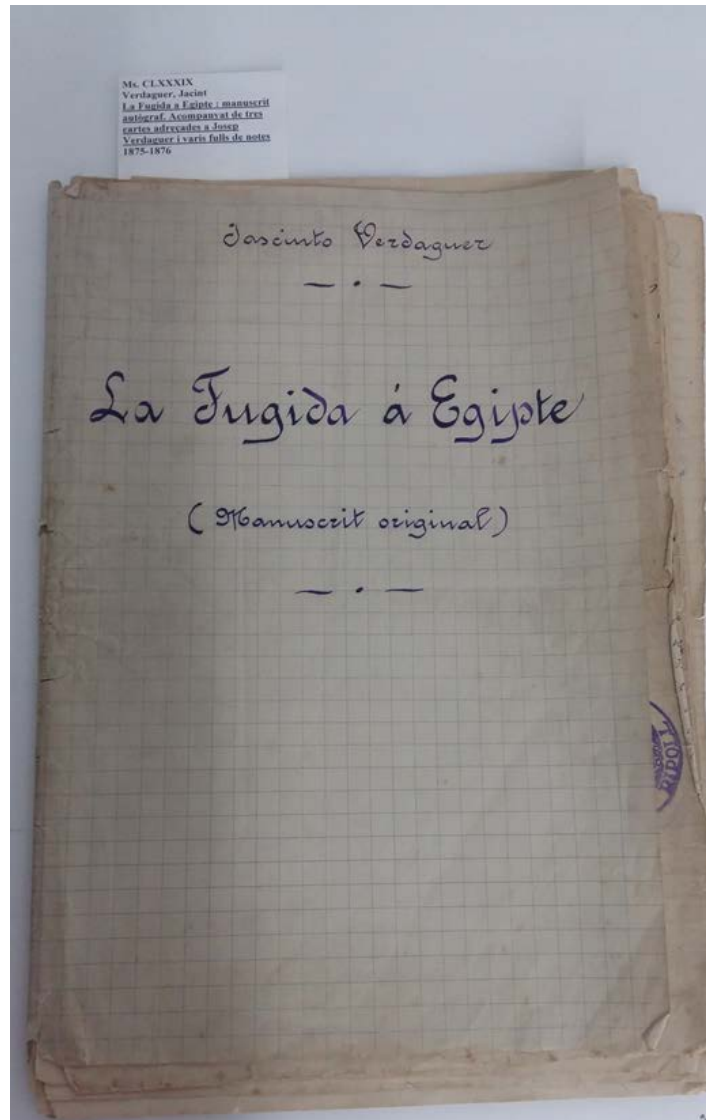 Ms. CLXXXIX
Verdaguer, Jacint
La Fugida a Egipte : manuscrit
autògraf. Acompanyat de tres
cartes adreçades a Josep
Verdaguer i varis fulls de notes
1875-1876
Jascinto Verdaguer
La Fugida á Egipte
(Manuscrit original)